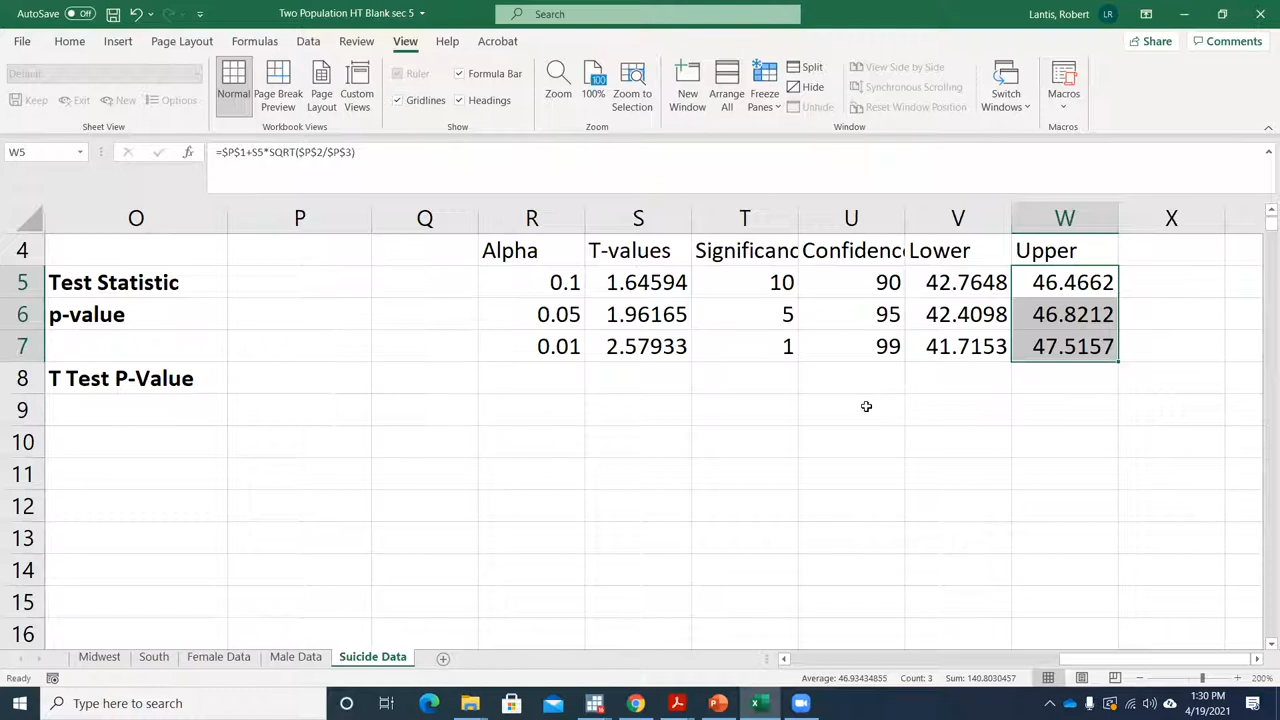 AutoSave Off Two Population HT Blank sec 5 Search Lantis, Robert LR
File Home Insert Page Layout Formulas Data Review View Help Acrobat Share Comments
Default
Keep Exit New Options
Sheet View
Normal Page Break Preview Page Layout Custom Views
Workbook Views
Ruler Formula Bar
Gridlines Headings
Show
Zoom 100% Zoom to Selection
Zoom
New Window Arrange All Freeze Panes Split
Hide
Unhide
View Side by Side
Synchronous Scrolling
Reset Window Position
Switch Windows
Window
Macros
Macros
W5 fx =$P$1+S5*SQRT($P$2/$P$3)
O P Q R S T U V W X
4 Alpha T-values Significanc Confidenc Lower Upper
5 Test Statistic 0.1 1.64594 10 90 42.7648 46.4662
6 p-value 0.05 1.96165 5 95 42.4098 46.8212
7 0.01 2.57933 1 99 41.7153 47.5157
8 T Test P-Value
9
10
11
12
13
14
15
16
Midwest South Female Data Male Data Suicide Data
Ready Average: 46.93434855 Count: 3 Sum: 140.8030457 200%
Type here to search 1:30 PM
4/19/2021